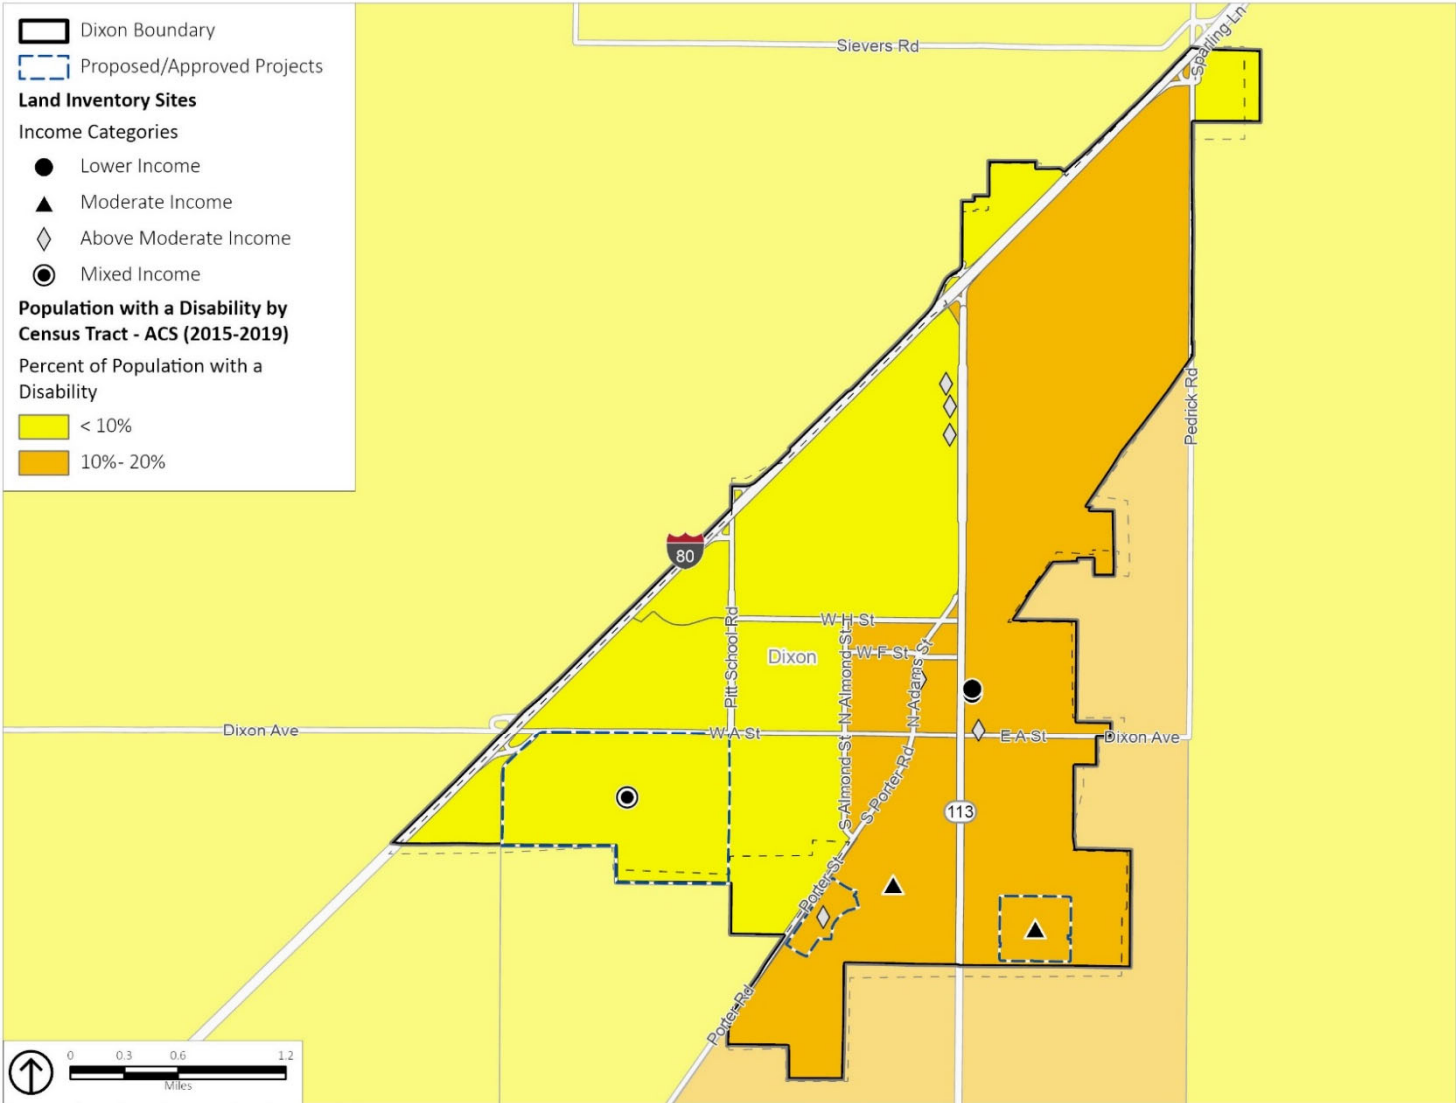 Dixon Boundary
Proposed/Approved Projects
Land Inventory Sites
Income Categories
Lower Income
Moderate Income
Above Moderate Income
Mixed Income
Population with a Disability by
Census Tract - ACS (2015-2019)
Percent of Population with a
Disability
< 10%
10%- 20%
Sievers Rd
Sparling Ln
Pedrick Rd
80
W H St
Pitt School Rd
Dixon
N Almond St
W F St
N Adams St
Dixon Ave
W A St
E A St
Dixon Ave
S Almond St
S Porter Rd
113
Porter St
Porter Rd
0 0.3 0.6 1.2
Miles